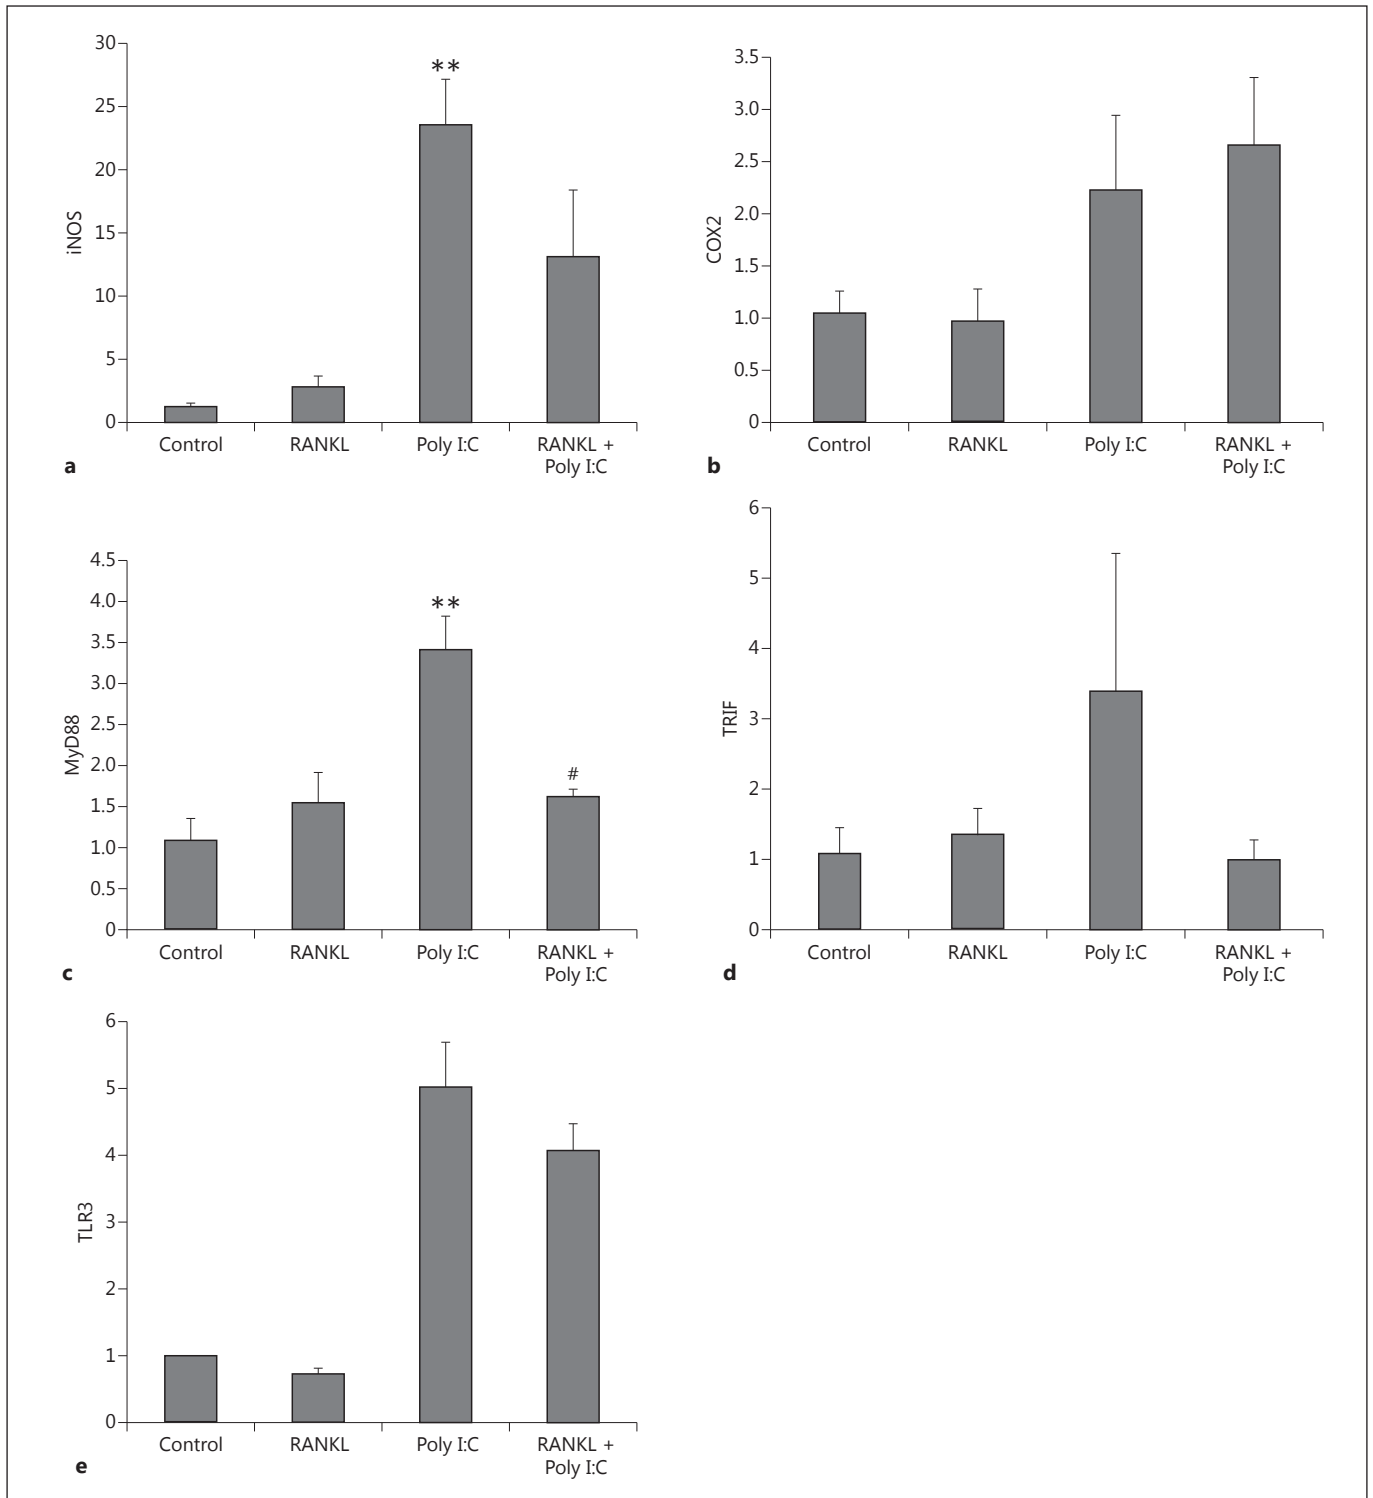 30
25
20
15
10
5
0
iNOS
**
Control
RANKL
Poly I:C
RANKL +
Poly I:C
a
3.5
3.0
2.5
2.0
1.5
1.0
0.5
0
COX2
Control
RANKL
Poly I:C
RANKL +
Poly I:C
b
4.5
4.0
3.5
3.0
2.5
2.0
1.5
1.0
0.5
0
MyD88
**
#
Control
RANKL
Poly I:C
RANKL +
Poly I:C
c
6
5
4
3
2
1
0
TRIF
Control
RANKL
Poly I:C
RANKL +
Poly I:C
d
6
5
4
3
2
1
0
TLR3
Control
RANKL
Poly I:C
RANKL +
Poly I:C
e